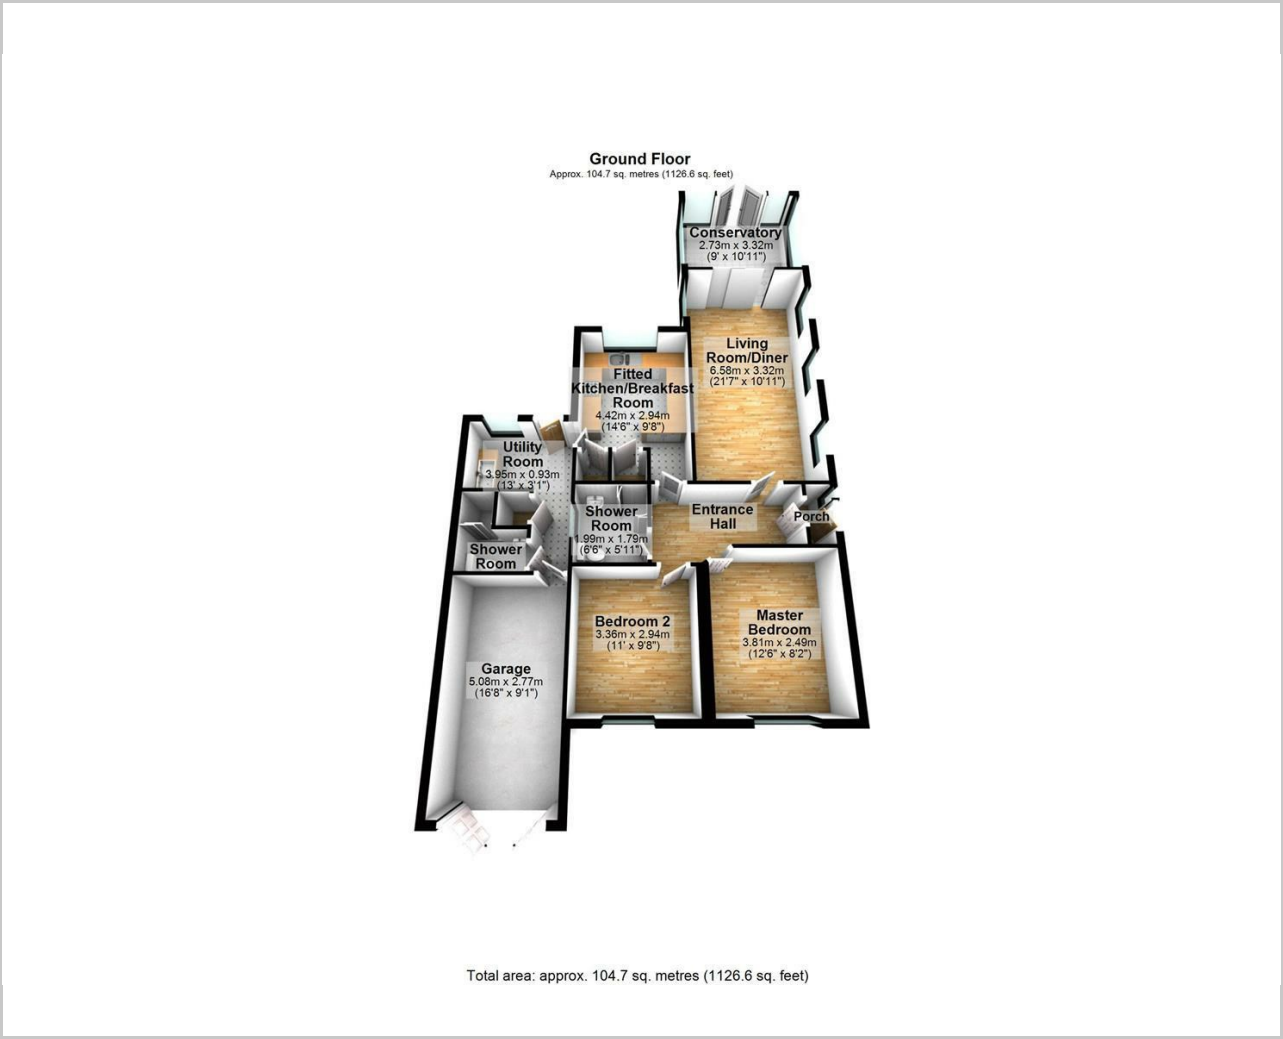 Ground Floor
Approx. 104.7 sq. metres (1126.6 sq. feet)
Conservatory
2.73m x 3.32m
(9' x 10'11")
Living
Room/Diner
6.58m x 3.32m
(21'7" x 10'11")
Fitted
Kitchen/Breakfast
Room
4.42m x 2.94m
(14'6" x 9'8")
Utility
Room
3.95m x 0.93m
(13' x 3'1")
Shower
Room
1.99m x 1.79m
(6'6" x 5'11")
Entrance
Hall
Porch
Shower
Room
Bedroom 2
3.36m x 2.94m
(11' x 9'8")
Master
Bedroom
3.81m x 2.49m
(12'6" x 8'2")
Garage
5.08m x 2.77m
(16'8" x 9'1")
Total area: approx. 104.7 sq. metres (1126.6 sq. feet)